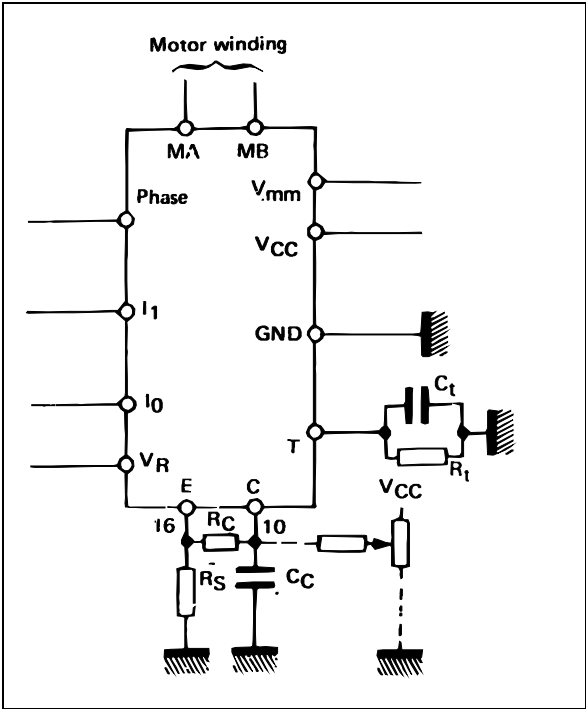 Motor winding
MA MB
Phase
Vmm
VCC
I1
GND
Ct
I0
T
VR
Rt
E C
VCC
16 RC 10
RS CC